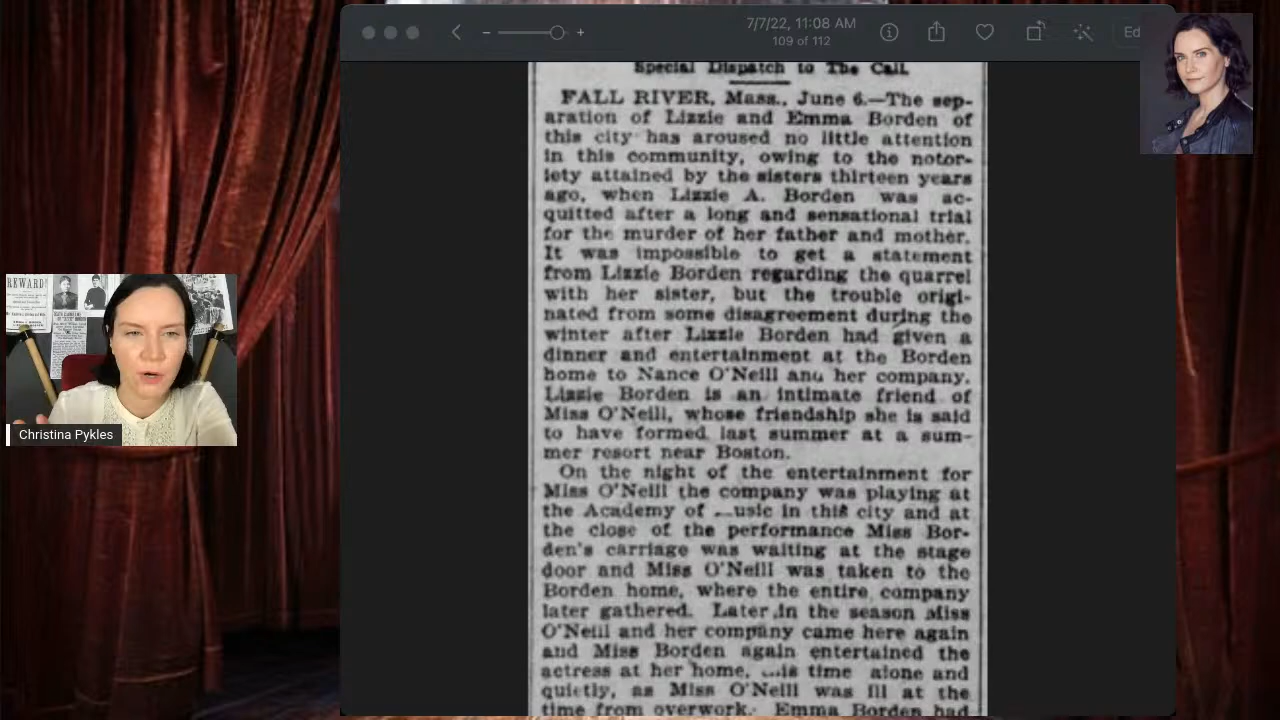 7/7/22, 11:08 AM
109 of 112
Ed
Special Dispatch to The Call.
FALL RIVER, Mass., June 6.—The sep-
aration of Lizzie and Emma Borden of
this city has aroused no little attention
in this community, owing to the notor-
iety attained by the sisters thirteen years
ago, when Lizzie A. Borden was ac-
quitted after a long and sensational trial
for the murder of her father and mother.
It was impossible to get a statement
from Lizzie Borden regarding the quarrel
with her sister, but the trouble origi-
nated from some disagreement during the
winter after Lizzie Borden had given a
dinner and entertainment at the Borden
home to Nance O'Neill and her company.
Lizzie Borden is an intimate friend of
Miss O'Neill, whose friendship she is said
to have formed last summer at a sum-
mer resort near Boston.
On the night of the entertainment for
Miss O'Neill the company was playing at
the Academy of usic in this city and at
the close of the performance Miss Bor-
den's carriage was waiting at the stage
door and Miss O'Neill was taken to the
Borden home, where the entire company
later gathered. Later in the season Miss
O'Neill and her company came here again
and Miss Borden again entertained the
actress at her home, is time alone and
quietly, as Miss O'Neill was ill at the
time from overwork. Emma Borden had
REWARD!
Christina Pykles